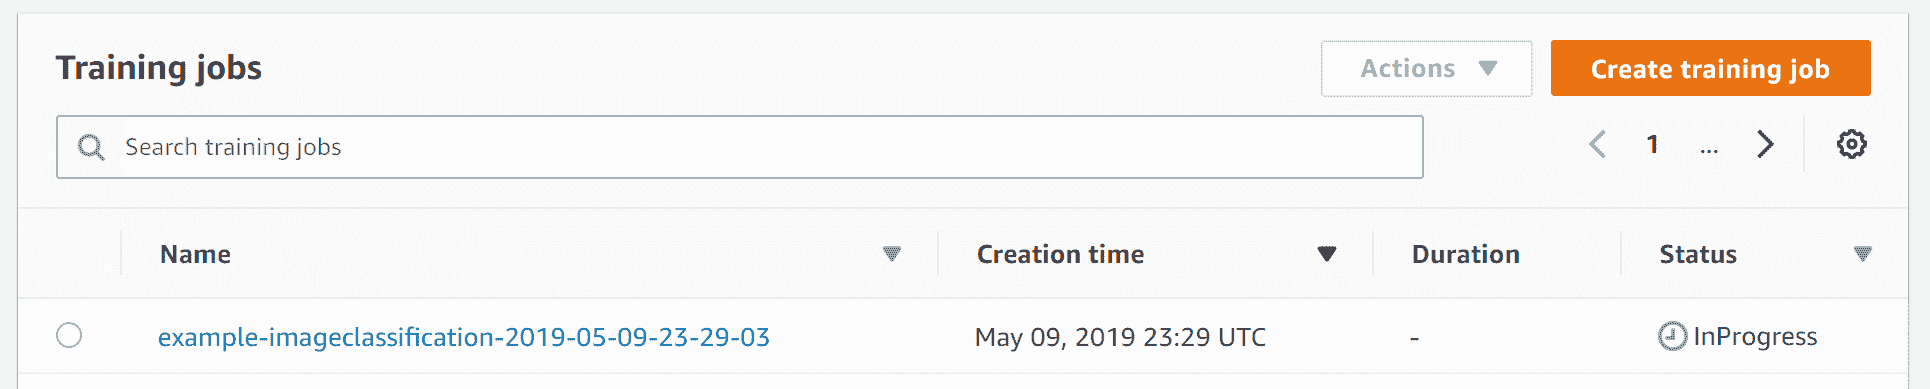 Training jobs
Actions
Create training job
Search training jobs
1 ...
Name Creation time Duration Status
example-imageclassification-2019-05-09-23-29-03 May 09, 2019 23:29 UTC - InProgress